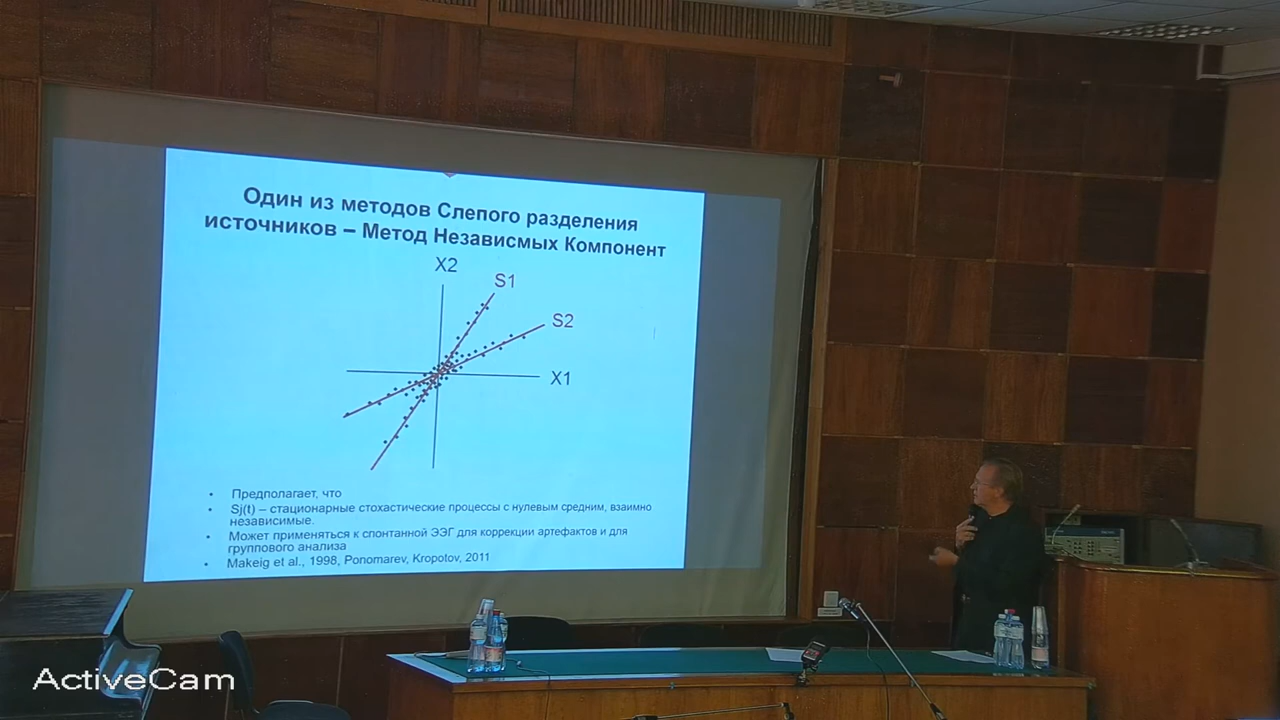 Один из методов Слепого разделения
источников – Метод Независмых Компонент
X2
S1
S2
X1
• Предполагает, что
• Sj(t) – стационарные стохастические процессы с нулевым средним, взаимно
независимые.
• Может применяться к спонтанной ЭЭГ для коррекции артефактов и для
группового анализа
• Makeig et al., 1998, Ponomarev, Kropotov, 2011
ActiveCam